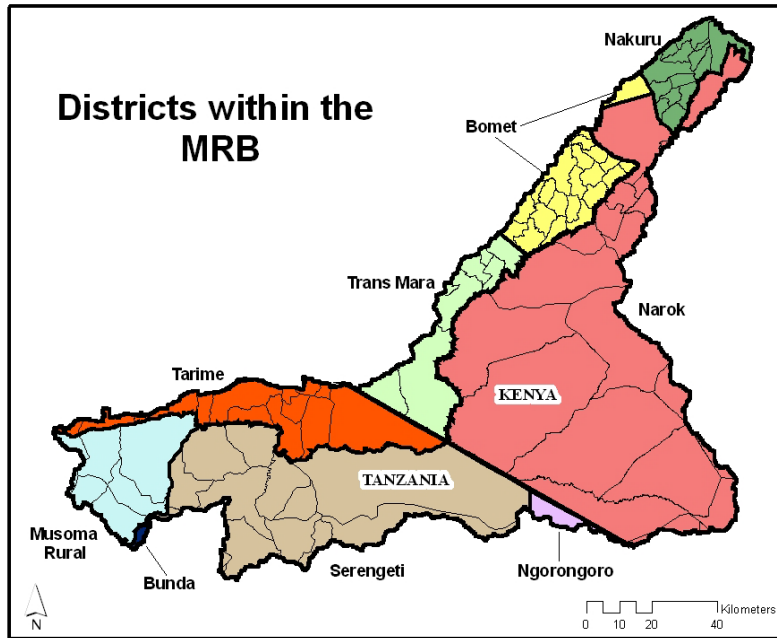 Districts within the
MRB
Nakuru
Bomet
Trans Mara
Narok
Tarime
KENYA
TANZANIA
Musoma
Rural
Bunda
Serengeti
Ngorongoro
N
Kilometers
0 10 20 40